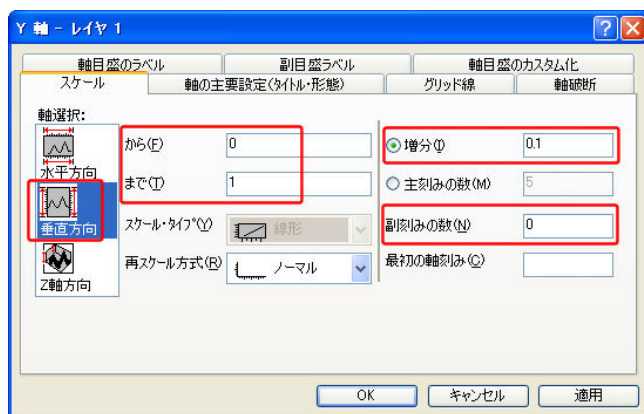 Y 軸 - レイヤ 1
軸目盛のラベル
副目盛ラベル
軸目盛のカスタム化
スケール
軸の主要設定(タイトル・形態)
グリッド線
軸破断
軸選択:
水平方向
垂直方向
Z軸方向
から(F)
0
まで(T)
1
スケール・タイプ(Y)
線形
再スケール方式(R)
ノーマル
増分(I)
0.1
主刻みの数(M)
5
副刻みの数(N)
0
最初の軸刻み(C)
OK
キャンセル
適用